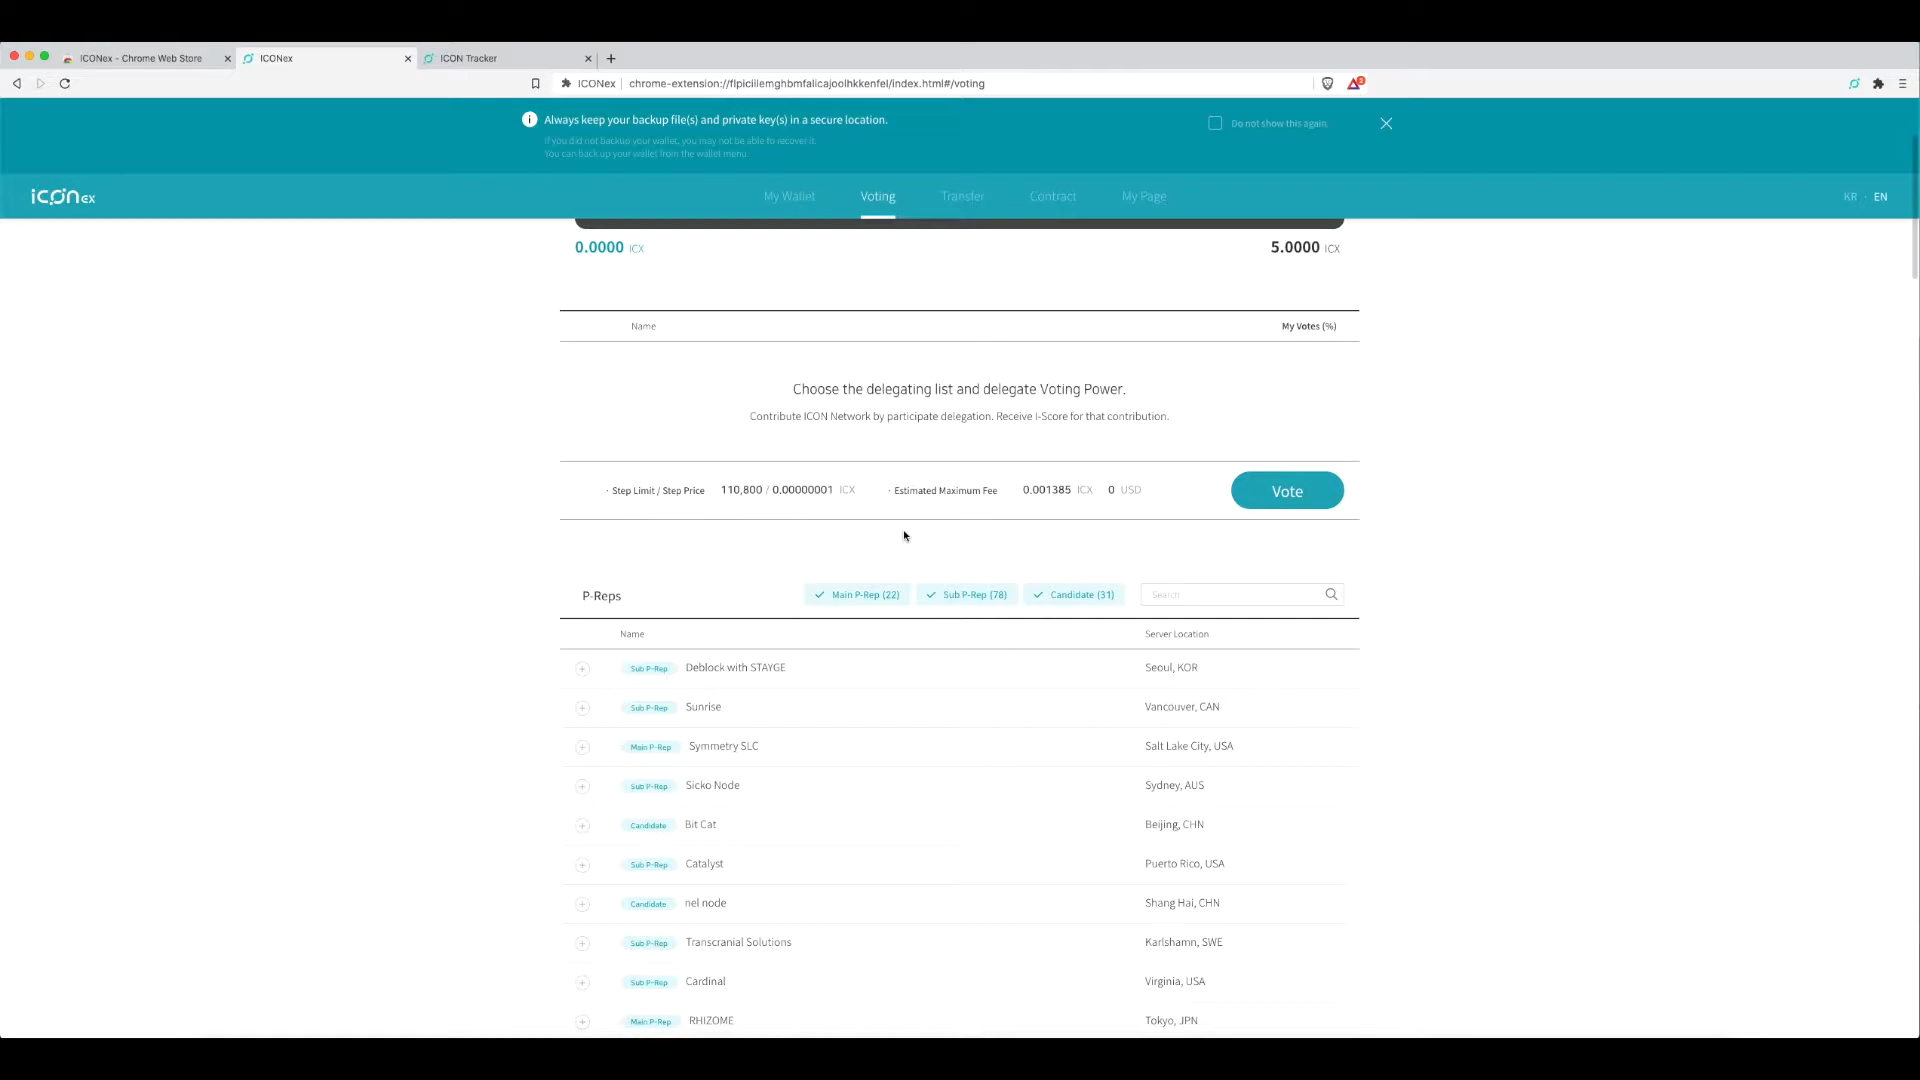 ICONex - Chrome Web Store
ICONex
ICON Tracker
ICONex
chrome-extension://flpiciilemghbmfalicajoolhkkenfel/index.html#/voting
2
Always keep your backup file(s) and private key(s) in a secure location.
If you did not backup your wallet, you may not be able to recover it.
You can back up your wallet from the wallet menu.
Do not show this again.
ICONex
My Wallet
Voting
Transfer
Contract
My Page
KR · EN
0.0000 ICX
5.0000 ICX
Name
My Votes (%)
Choose the delegating list and delegate Voting Power.
Contribute ICON Network by participate delegation. Receive I-Score for that contribution.
· Step Limit / Step Price 110,800 / 0.00000001 ICX
· Estimated Maximum Fee 0.001385 ICX 0 USD
Vote
P-Reps
Main P-Rep (22)
Sub P-Rep (78)
Candidate (31)
Search
Name
Server Location
Sub P-Rep Deblock with STAYGE Seoul, KOR
Sub P-Rep Sunrise Vancouver, CAN
Main P-Rep Symmetry SLC Salt Lake City, USA
Sub P-Rep Sicko Node Sydney, AUS
Candidate Bit Cat Beijing, CHN
Sub P-Rep Catalyst Puerto Rico, USA
Candidate nel node Shang Hai, CHN
Sub P-Rep Transcranial Solutions Karlshamn, SWE
Sub P-Rep Cardinal Virginia, USA
Main P-Rep RHIZOME Tokyo, JPN